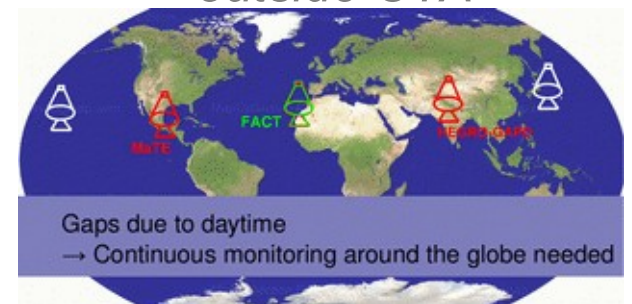 FACT
MaTE
Gaps due to daytime
→ Continuous monitoring around the globe needed